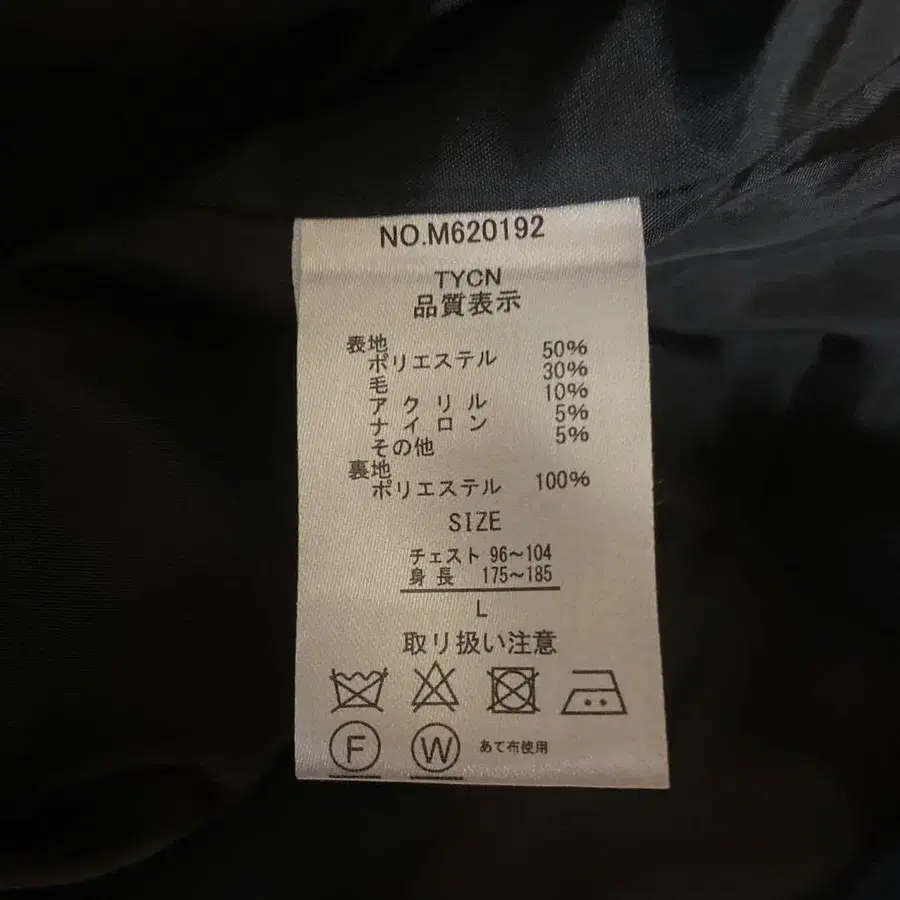 NO.M620192
TYCN
品質表示
表地
ポリエステル 50%
毛 30%
アクリル 10%
ナイロン 5%
その他 5%
裏地
ポリエステル 100%
SIZE
チェスト 96～104
身長 175～185
L
取り扱い注意
F W あて布使用